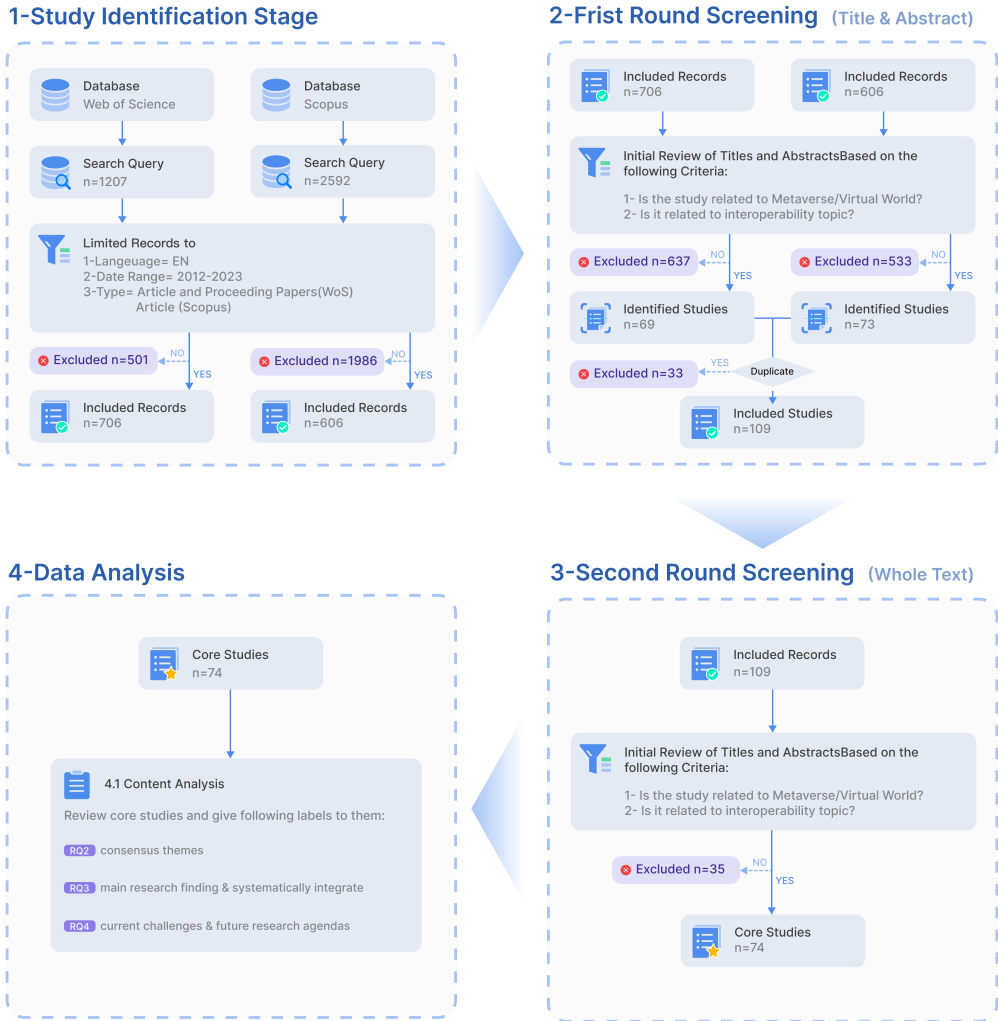 1-Study Identification Stage
Database
Web of Science
Database
Scopus
Search Query
n=1207
Search Query
n=2592
Limited Records to
1-Langeuage= EN
2-Date Range= 2012-2023
3-Type= Article and Proceeding Papers(WoS)
Article (Scopus)
Excluded n=501
NO
YES
Excluded n=1986
NO
YES
Included Records
n=706
Included Records
n=606
2-Frist Round Screening (Title & Abstract)
Included Records
n=706
Included Records
n=606
Initial Review of Titles and AbstractsBased on the
following Criteria:
1- Is the study related to Metaverse/Virtual World?
2- Is it related to interoperability topic?
Excluded n=637
NO
YES
Excluded n=533
NO
YES
Identified Studies
n=69
Identified Studies
n=73
Excluded n=33
YES
Duplicate
Included Studies
n=109
3-Second Round Screening (Whole Text)
Included Records
n=109
Initial Review of Titles and AbstractsBased on the
following Criteria:
1- Is the study related to Metaverse/Virtual World?
2- Is it related to interoperability topic?
Excluded n=35
NO
YES
Core Studies
n=74
4-Data Analysis
Core Studies
n=74
4.1 Content Analysis
Review core studies and give following labels to them:
RQ2 consensus themes
RQ3 main research finding & systematically integrate
RQ4 current challenges & future research agendas